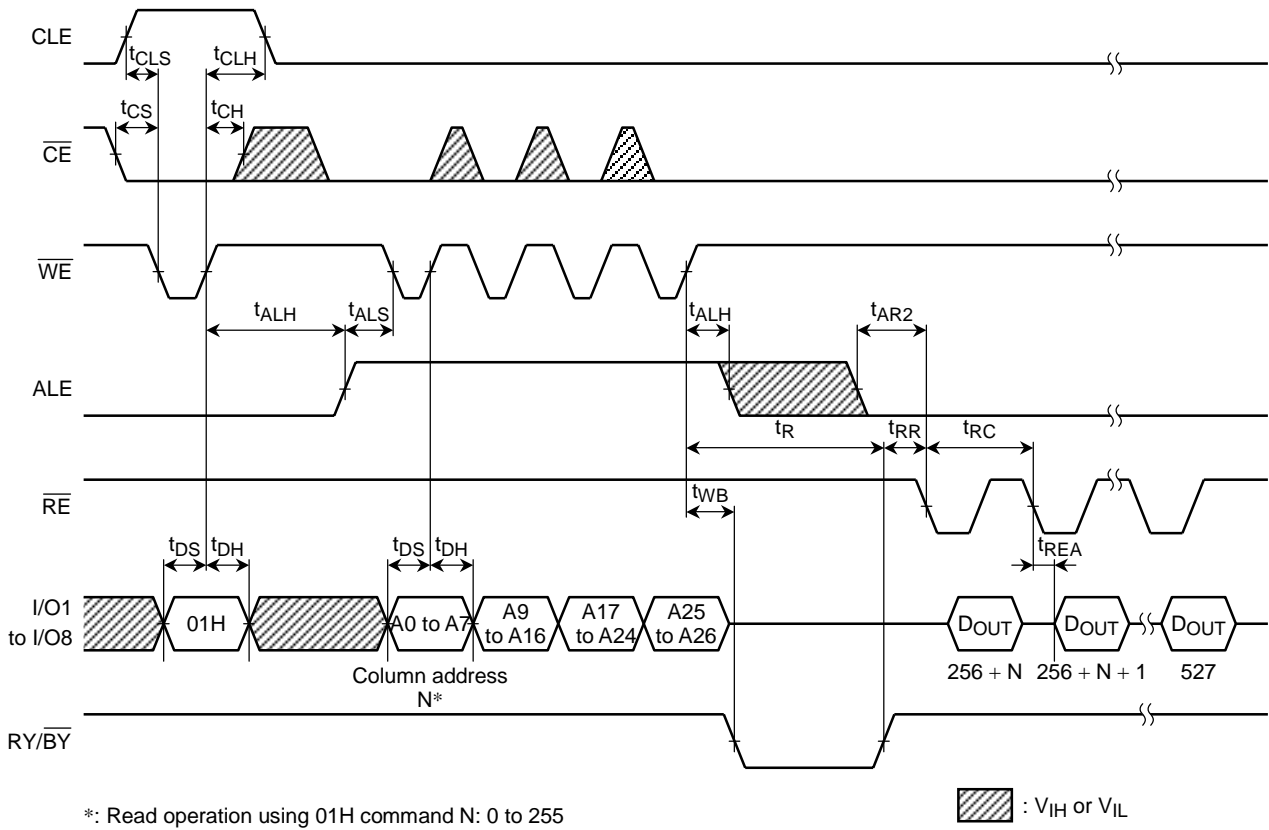 CLE
tCLS
tCLH
tCS
tCH
CE
WE
tALH
tALS
tALH
tAR2
ALE
tR
tRR
tRC
RE
tWB
tREA
tDS
tDH
tDS
tDH
I/O1
to I/O8
01H
A0 to A7
A9
to A16
A17
to A24
A25
to A26
DOUT
DOUT
DOUT
Column address
N*
256 + N
256 + N + 1
527
RY/BY
*: Read operation using 01H command N: 0 to 255
: VIH or VIL